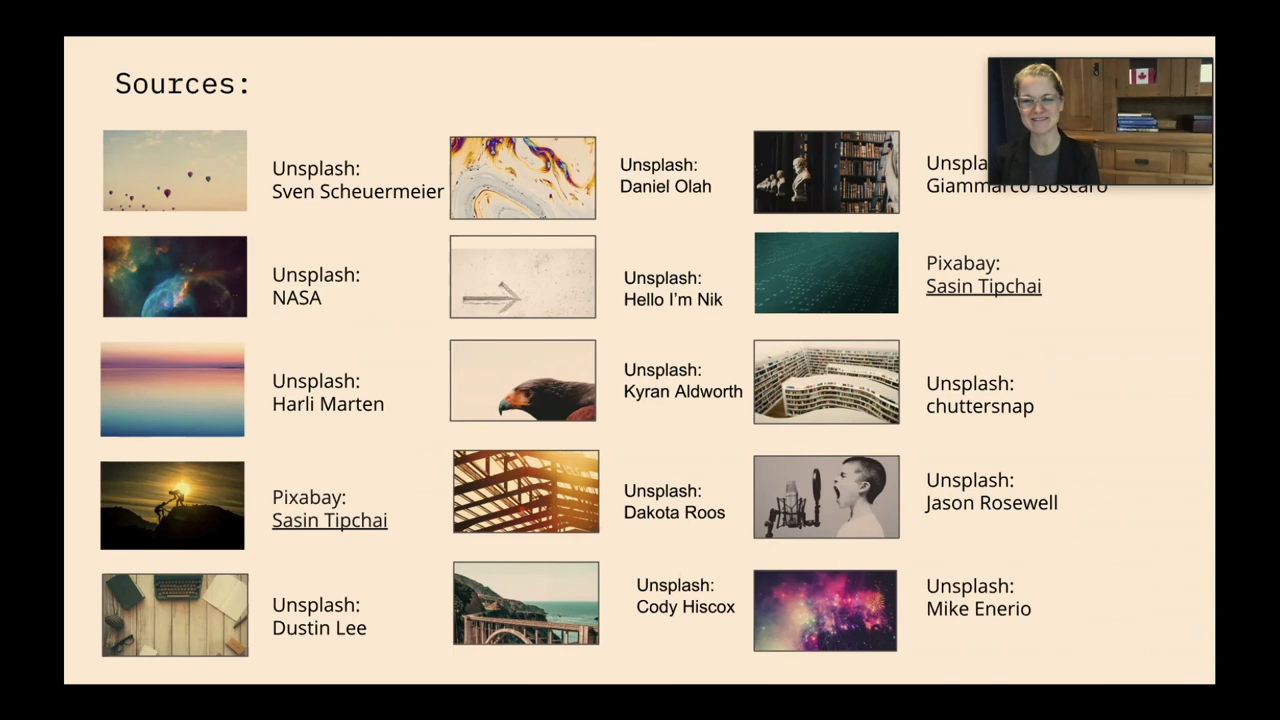 Sources:
Unsplash:
Sven Scheuermeier
Unsplash:
NASA
Unsplash:
Harli Marten
Pixabay:
Sasin Tipchai
Unsplash:
Dustin Lee
Unsplash:
Daniel Olah
Unsplash:
Hello I'm Nik
Unsplash:
Kyran Aldworth
Unsplash:
Dakota Roos
Unsplash:
Cody Hiscox
Unspla
Giammarco Boscaro
Pixabay:
Sasin Tipchai
Unsplash:
chuttersnap
Unsplash:
Jason Rosewell
Unsplash:
Mike Enerio